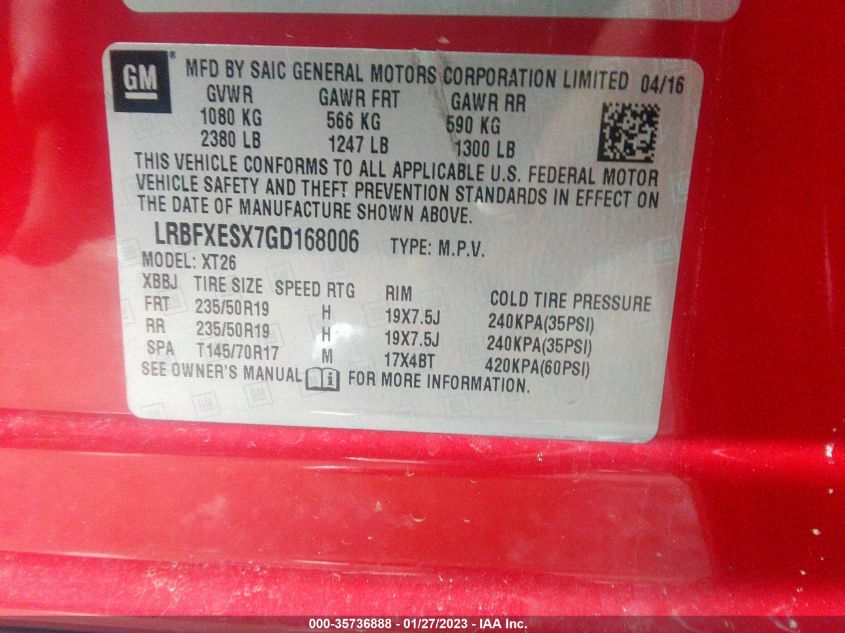 GM® MFD BY SAIC GENERAL MOTORS CORPORATION LIMITED 04/16
GVWR GAWR FRT GAWR RR
1080 KG 566 KG 590 KG
2380 LB 1247 LB 1300 LB
THIS VEHICLE CONFORMS TO ALL APPLICABLE U.S. FEDERAL MOTOR
VEHICLE SAFETY AND THEFT PREVENTION STANDARDS IN EFFECT ON
THE DATE OF MANUFACTURE SHOWN ABOVE.
LRBFXESX7GD168006 TYPE: M.P.V.
MODEL: XT26
XBBJ TIRE SIZE SPEED RTG RIM COLD TIRE PRESSURE
FRT 235/50R19 H 19X7.5J 240KPA(35PSI)
RR 235/50R19 H 19X7.5J 240KPA(35PSI)
SPA T145/70R17 M 17X4BT 420KPA(60PSI)
SEE OWNER'S MANUAL FOR MORE INFORMATION.
000-35736888 - 01/27/2023 - IAA Inc.